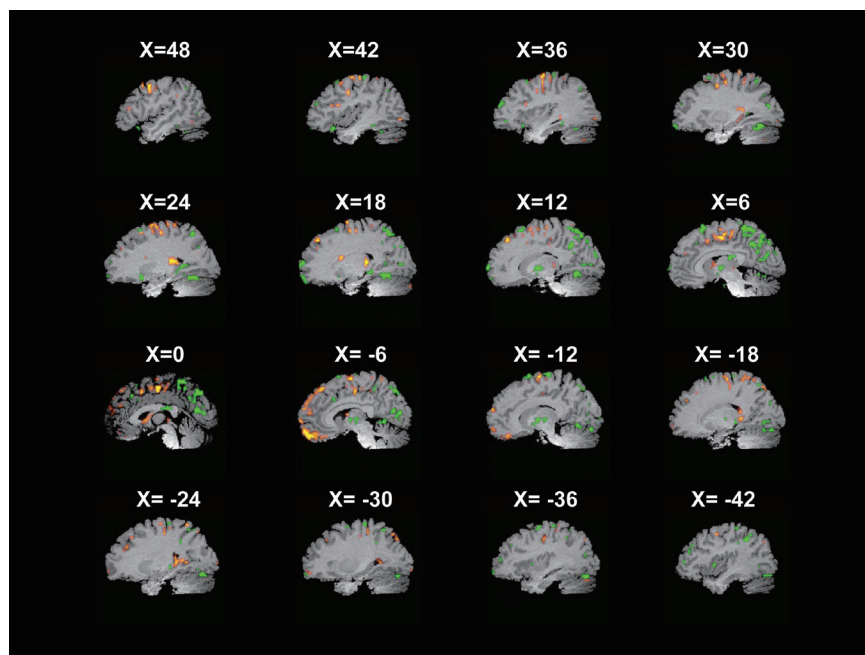 X=48 X=42 X=36 X=30
X=24 X=18 X=12 X=6
X=0 X= -6 X= -12 X= -18
X= -24 X= -30 X= -36 X= -42